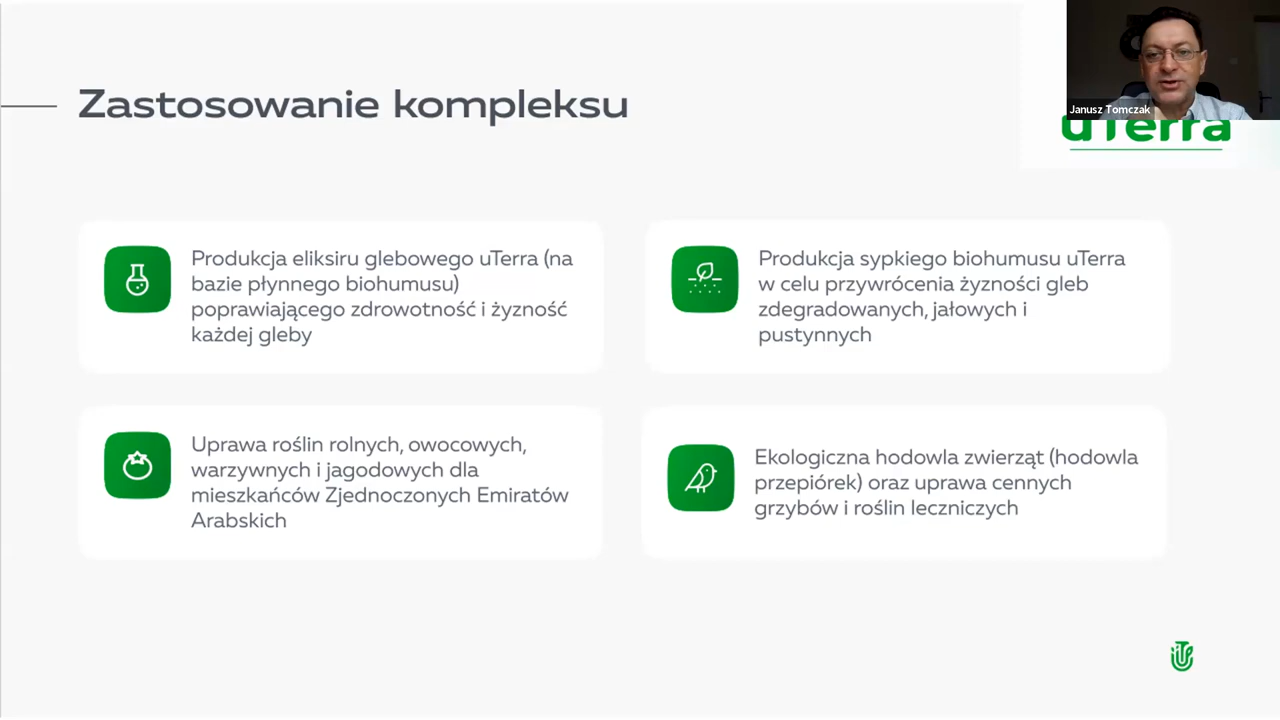 Zastosowanie kompleksu
Janusz Tomczak
uTerra
Produkcja eliksiru glebowego uTerra (na
bazie płynnego biohumusu)
poprawiającego zdrowotność i żyzność
każdej gleby
Produkcja sypkiego biohumusu uTerra
w celu przywrócenia żyzności gleb
zdegradowanych, jałowych i
pustynnych
Uprawa roślin rolnych, owocowych,
warzywnych i jagodowych dla
mieszkańców Zjednoczonych Emiratów
Arabskich
Ekologiczna hodowla zwierząt (hodowla
przepiórek) oraz uprawa cennych
grzybów i roślin leczniczych